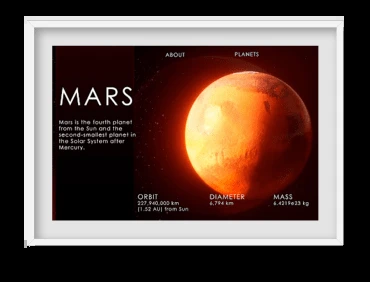 ABOUT PLANETS
MARS
Mars is the fourth planet
from the Sun and the
second-smallest planet in
the Solar System after
Mercury.
ORBIT DIAMETER MASS
227,940,000 km 6,794 km 6.4219e23 kg
(1.52 AU) from Sun